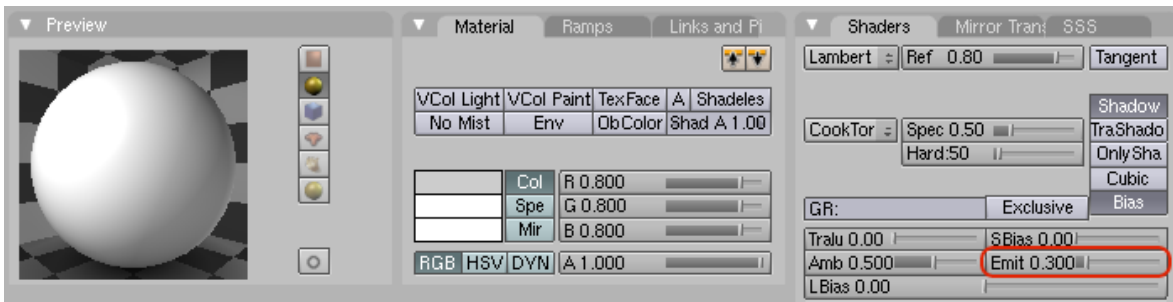 Preview
Material Ramps Links and Pi
Shaders Mirror Tran SSS
VCol Light VCol Paint TexFace A Shadeles
No Mist Env ObColor Shad A 1.00
Col R 0.800
Spe G 0.800
Mir B 0.800
RGB HSV DYN A 1.000
Lambert Ref 0.80 Tangent
Shadow
CookTor Spec 0.50 TraShado
Hard:50 OnlySha
Cubic
GR: Exclusive Bias
Tralu 0.00 SBias 0.00
Amb 0.500 Emit 0.300
LBias 0.00